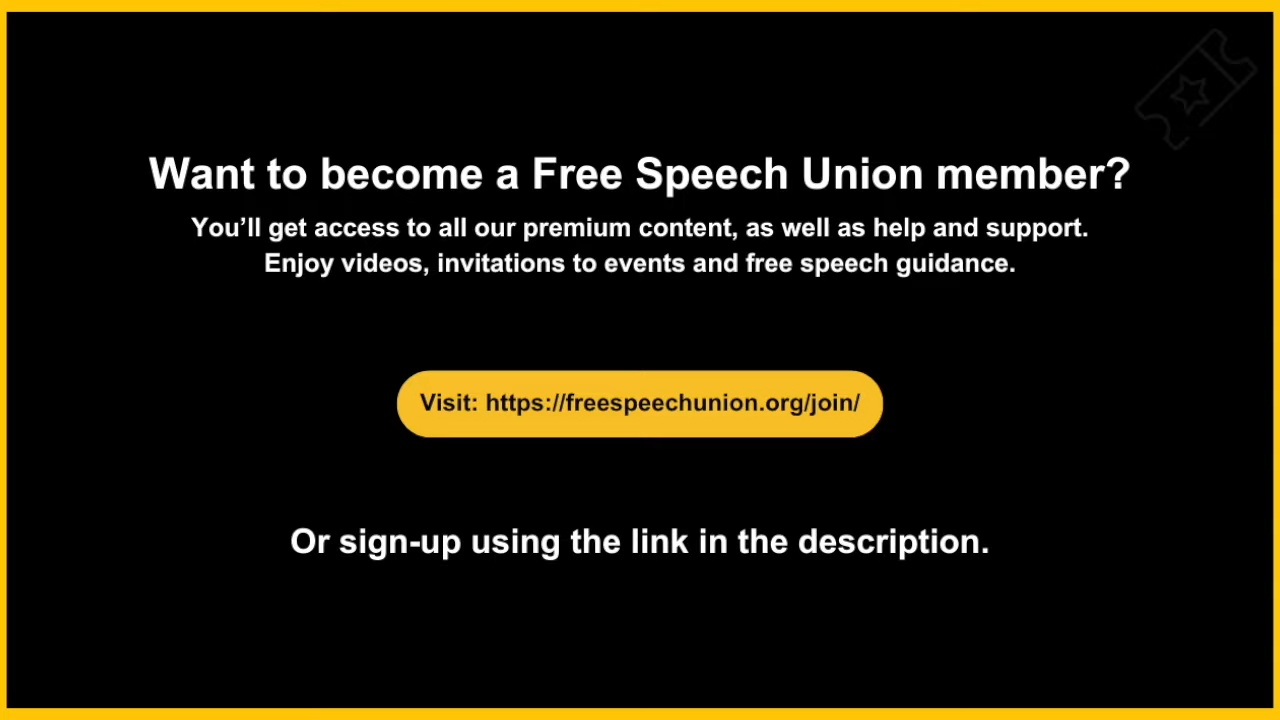 Want to become a Free Speech Union member?
You’ll get access to all our premium content, as well as help and support.
Enjoy videos, invitations to events and free speech guidance.
Visit: https://freespeechunion.org/join/
Or sign-up using the link in the description.